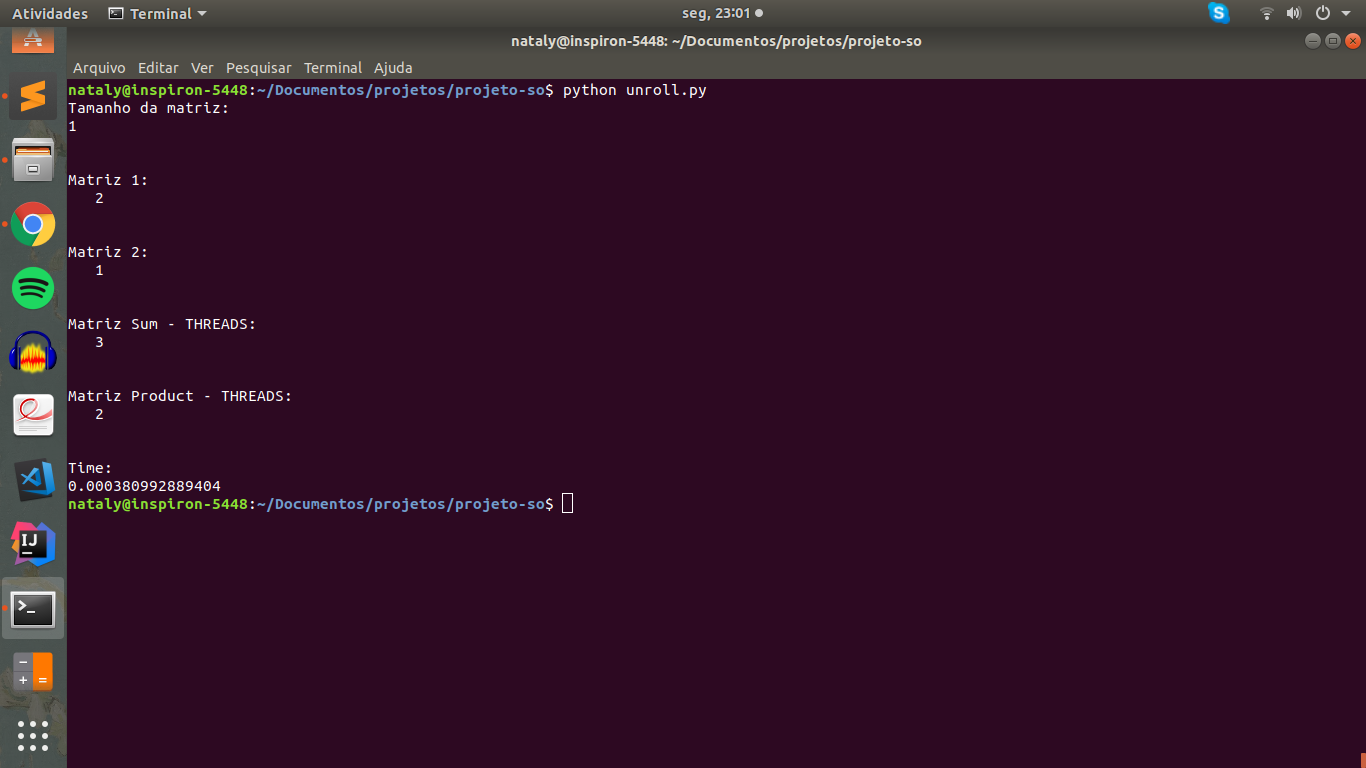 Atividades Terminal seg, 23:01
nataly@inspiron-5448: ~/Documentos/projetos/projeto-so
Arquivo Editar Ver Pesquisar Terminal Ajuda
nataly@inspiron-5448:~/Documentos/projetos/projeto-so$ python unroll.py
Tamanho da matriz:
1
Matriz 1:
2
Matriz 2:
1
Matriz Sum - THREADS:
3
Matriz Product - THREADS:
2
Time:
0.000380992889404
nataly@inspiron-5448:~/Documentos/projetos/projeto-so$